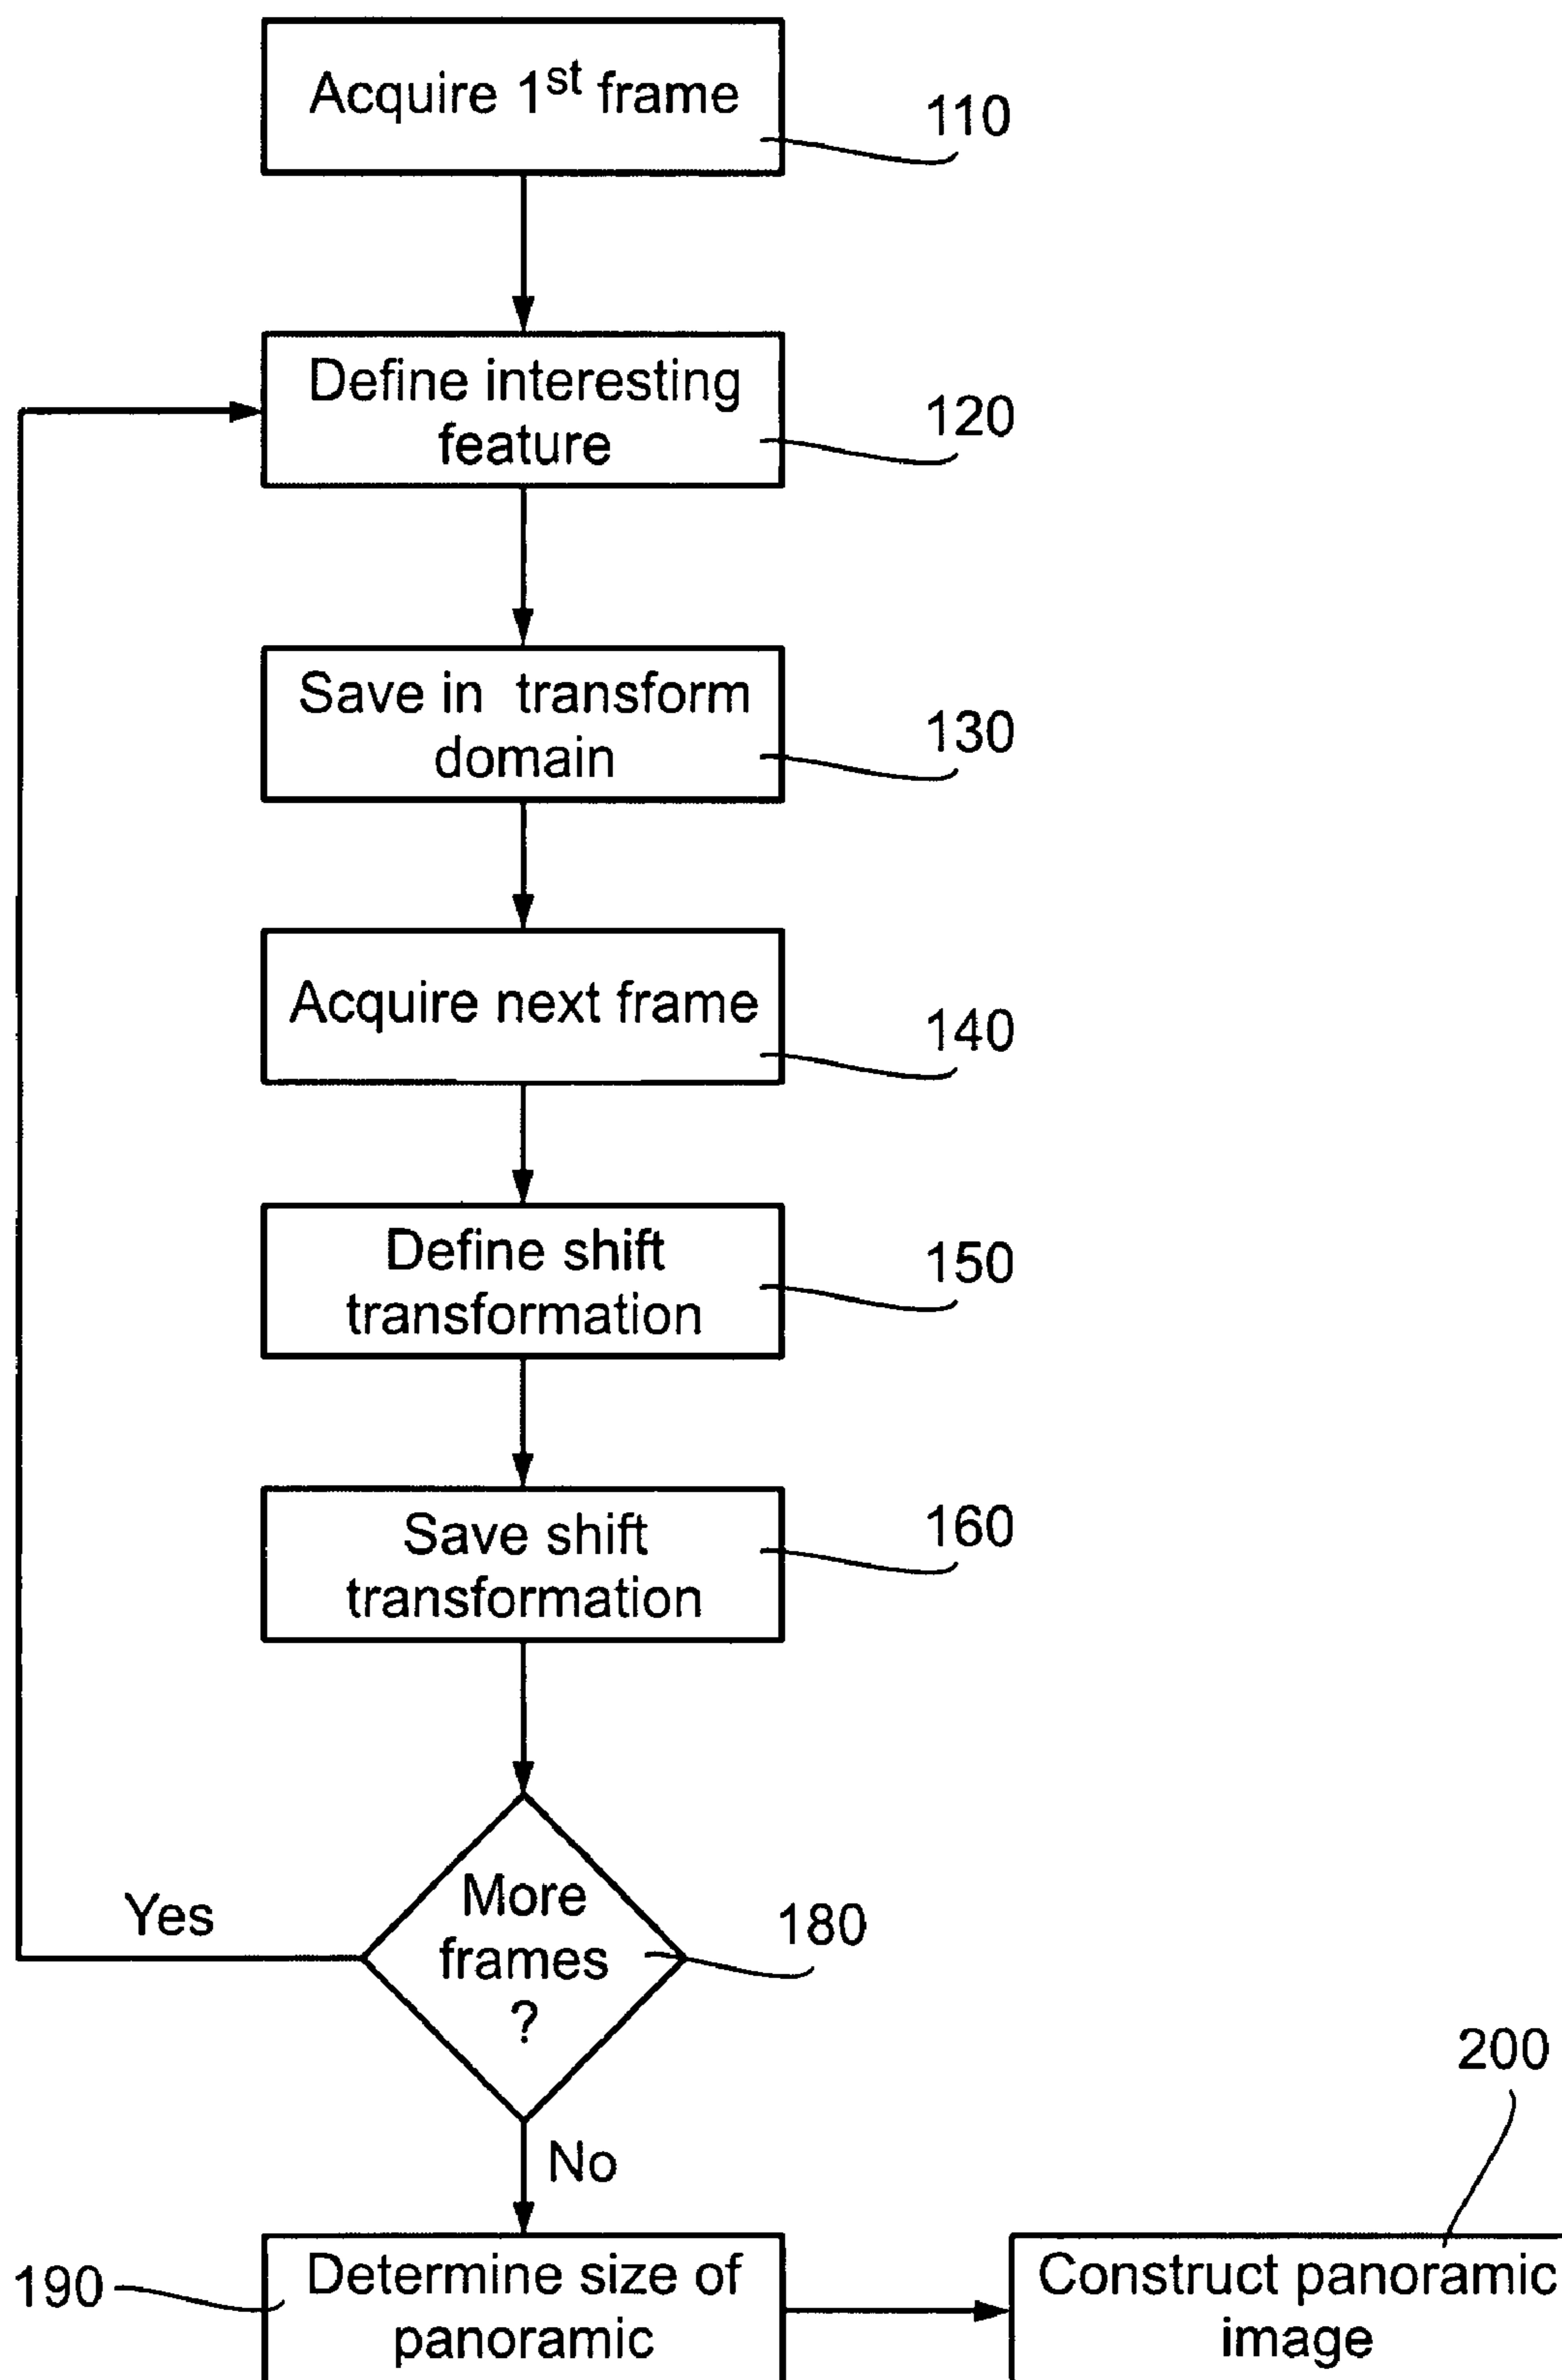 Acquire 1st frame
110
Define interesting
feature
120
Save in transform
domain
130
Acquire next frame
140
Define shift
transformation
150
Save shift
transformation
160
More
frames
?
180
Yes
No
190
Determine size of
panoramic
200
Construct panoramic
image